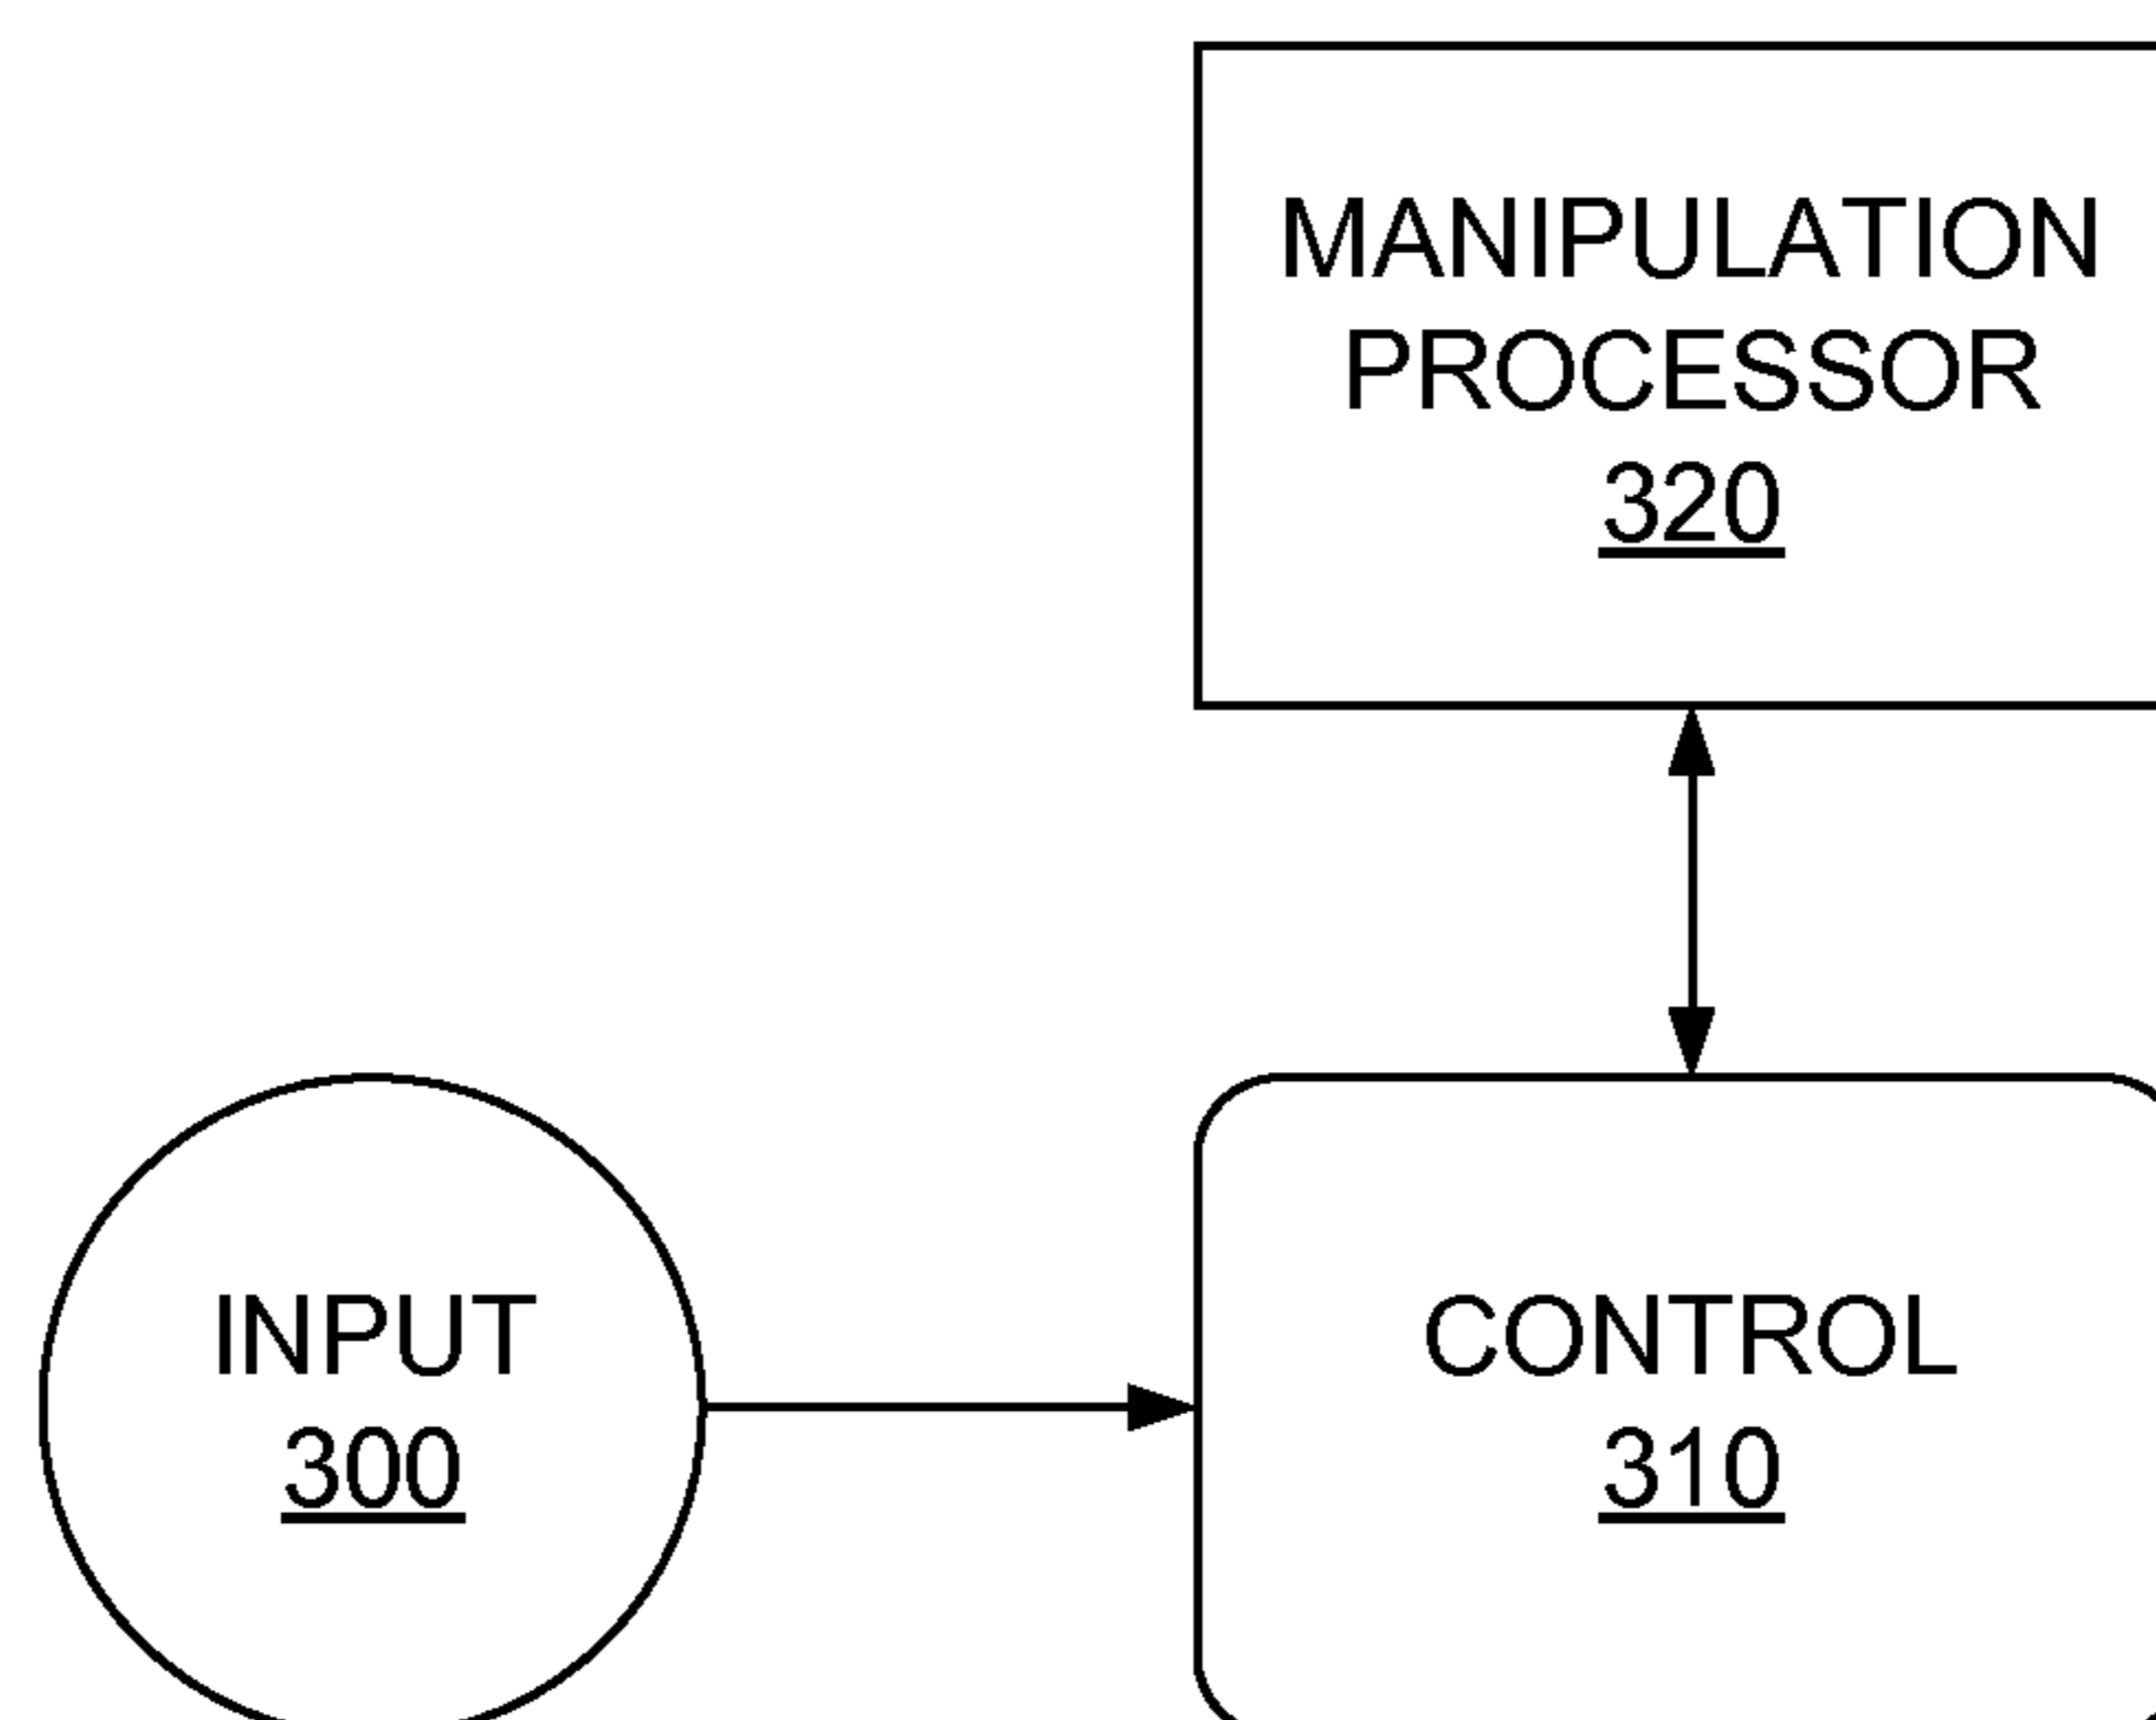 MANIPULATION
PROCESSOR
320
INPUT
300
CONTROL
310